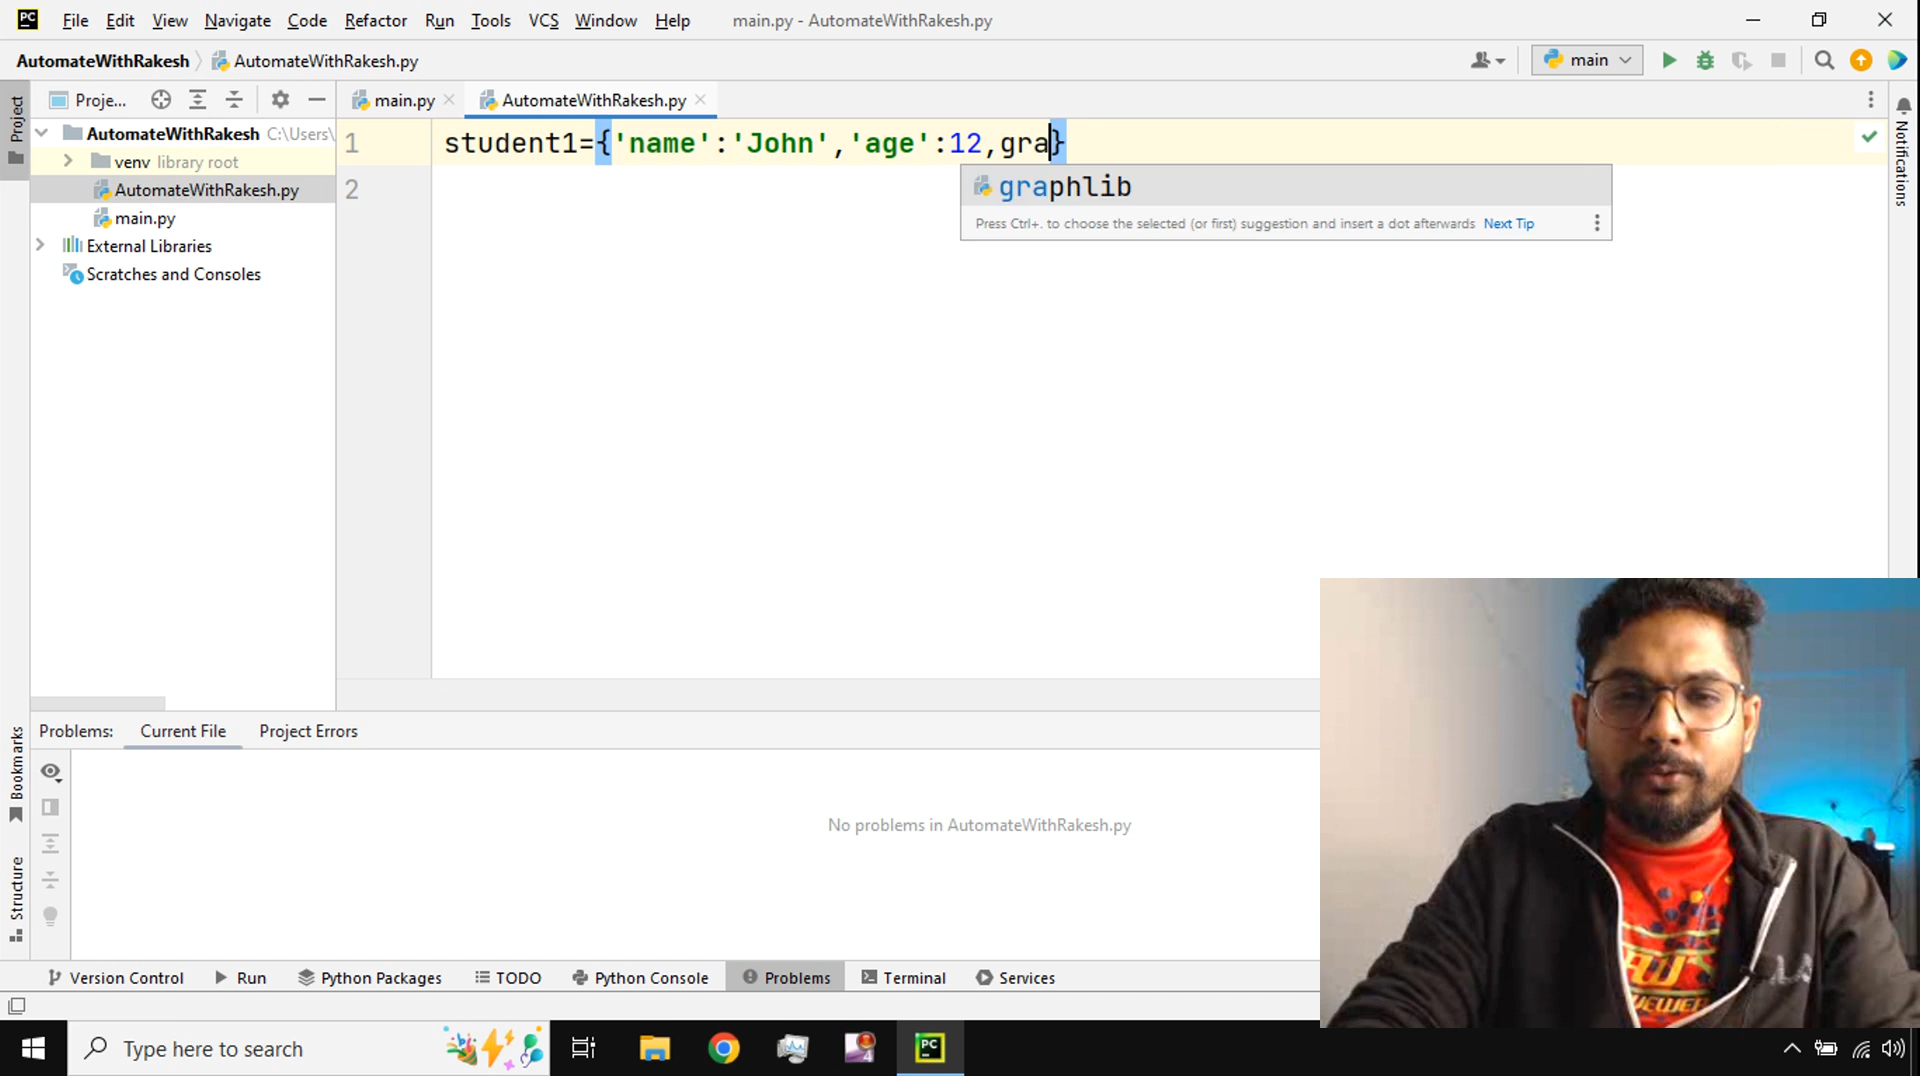 PC File Edit View Navigate Code Refactor Run Tools VCS Window Help main.py - AutomateWithRakesh.py
AutomateWithRakesh AutomateWithRakesh.py main
Project
Proje... main.py AutomateWithRakesh.py
AutomateWithRakesh C:\Users\
venv library root
AutomateWithRakesh.py
main.py
External Libraries
Scratches and Consoles
1 student1={'name':'John','age':12,gra}
2
graphlib
Press Ctrl+. to choose the selected (or first) suggestion and insert a dot afterwards Next Tip
Notifications
Problems: Current File Project Errors
No problems in AutomateWithRakesh.py
Bookmarks
Structure
Version Control Run Python Packages TODO Python Console Problems Terminal Services
Type here to search
4
PC